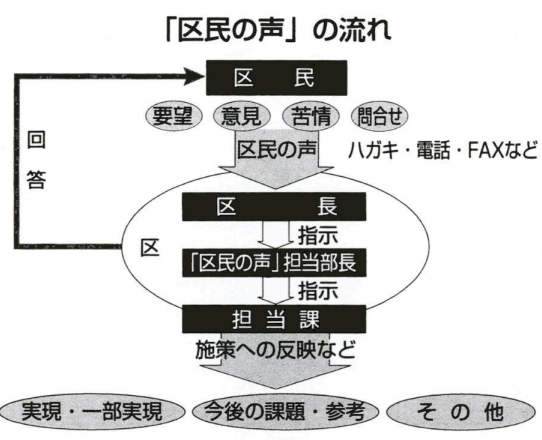 「区民の声」の流れ
区民
要望 意見 苦情 問合せ
区民の声 ハガキ・電話・FAXなど
回答
区長
指示
区
「区民の声」担当部長
指示
担当課
施策への反映など
実現・一部実現 今後の課題・参考 その他